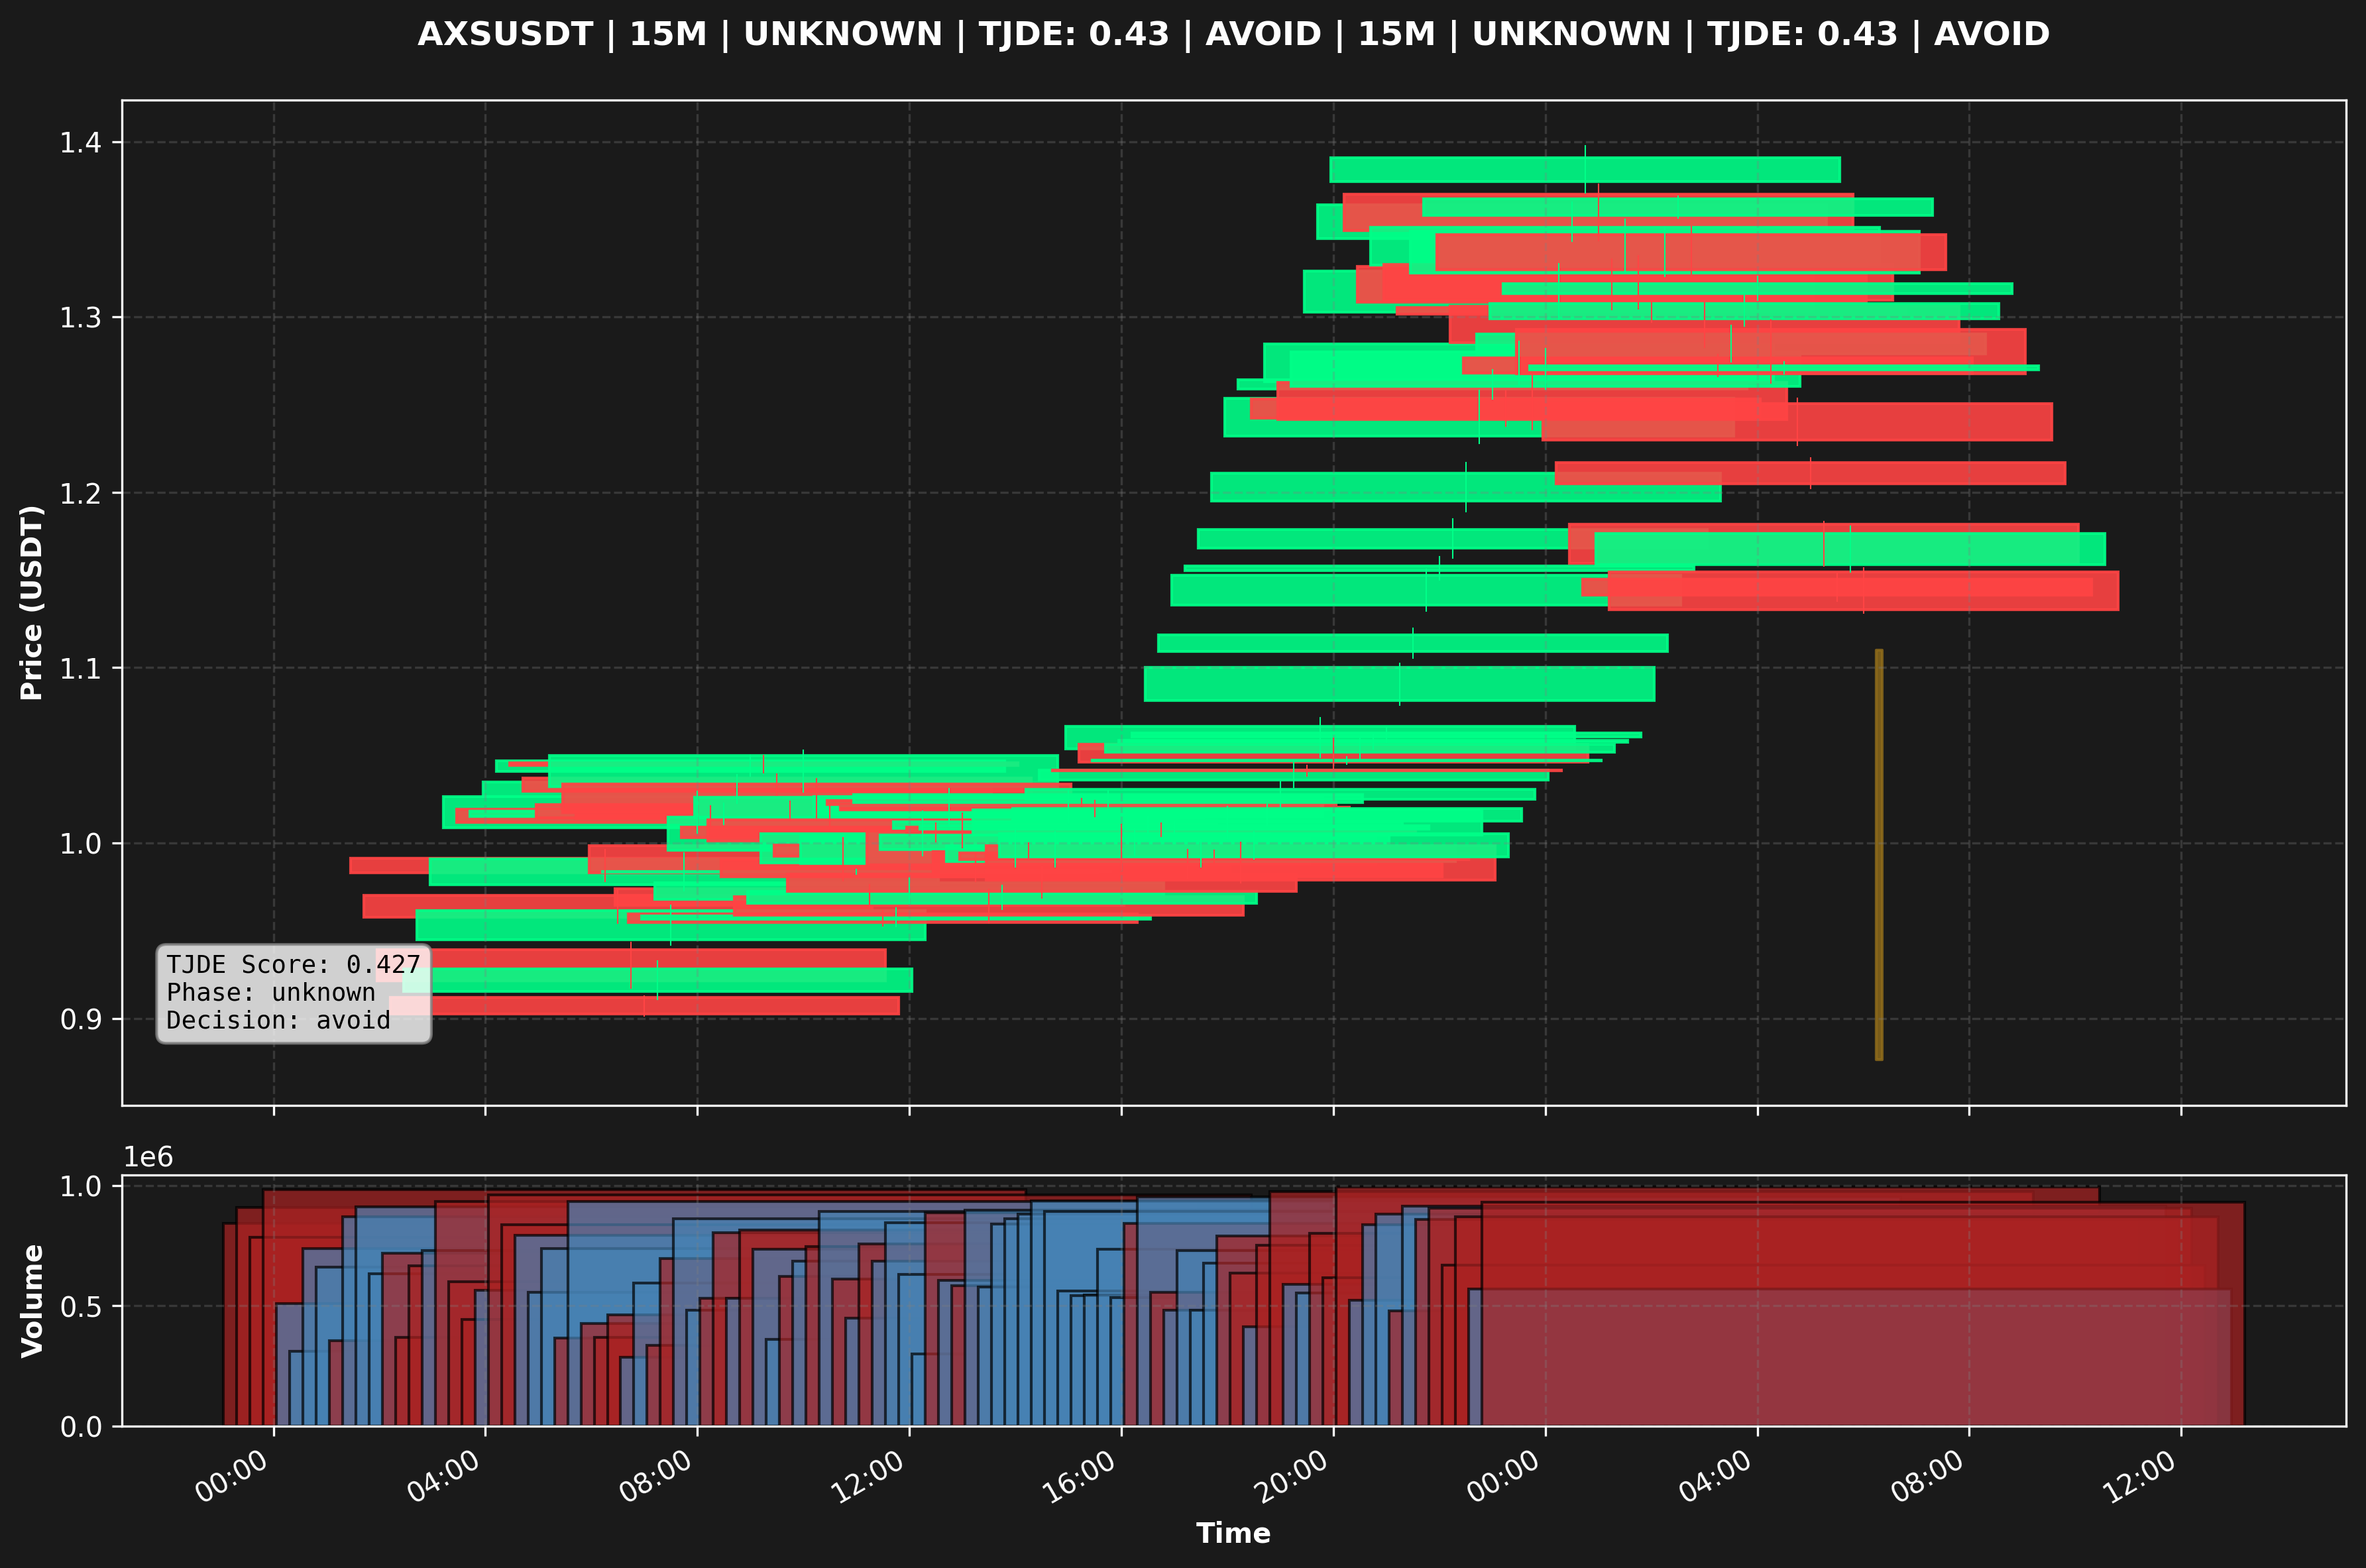 AXSUSDT | 15M | UNKNOWN | TJDE: 0.43 | AVOID | 15M | UNKNOWN | TJDE: 0.43 | AVOID
1.4
1.3
1.2
1.1
1.0
0.9
Price (USDT)
TJDE Score: 0.427
Phase: unknown
Decision: avoid
1e6
1.0
0.5
0.0
Volume
00:00 04:00 08:00 12:00 16:00 20:00 00:00 04:00 08:00 12:00
Time